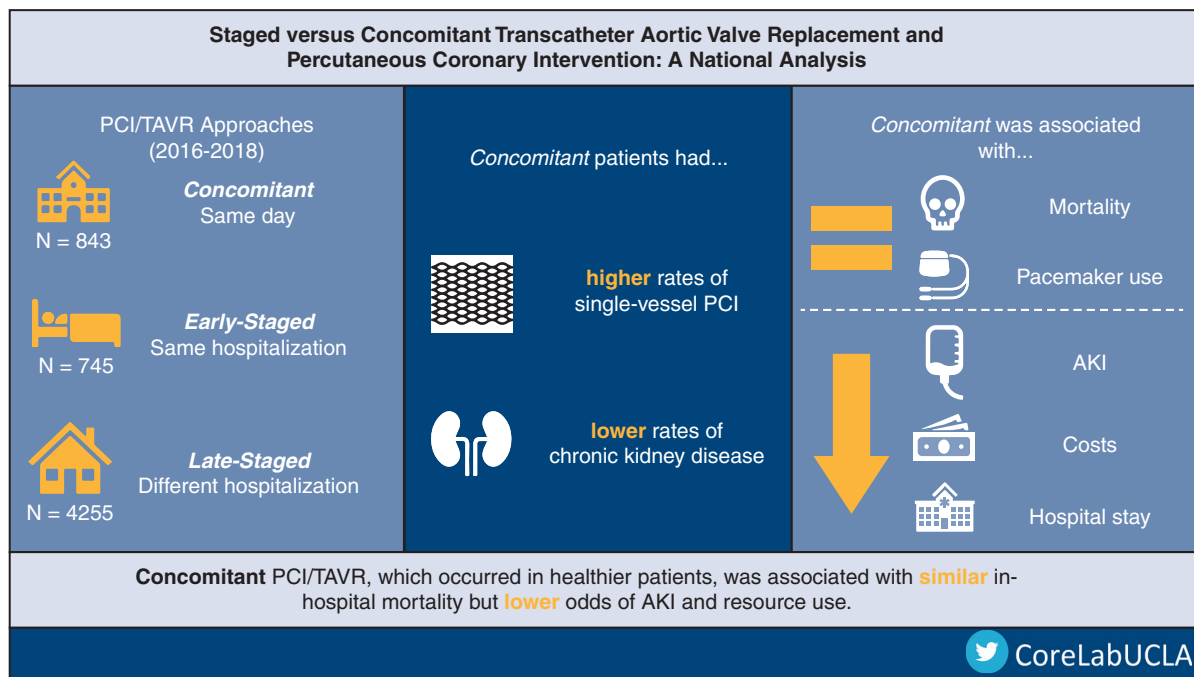 Staged versus Concomitant Transcatheter Aortic Valve Replacement and
Percutaneous Coronary Intervention: A National Analysis
PCI/TAVR Approaches
(2016-2018)
Concomitant
Same day
N = 843
Early-Staged
Same hospitalization
N = 745
Late-Staged
Different hospitalization
N = 4255
Concomitant patients had...
higher rates of
single-vessel PCI
lower rates of
chronic kidney disease
Concomitant was associated
with...
Mortality
Pacemaker use
AKI
Costs
Hospital stay
Concomitant PCI/TAVR, which occurred in healthier patients, was associated with similar in-
hospital mortality but lower odds of AKI and resource use.
CoreLabUCLA